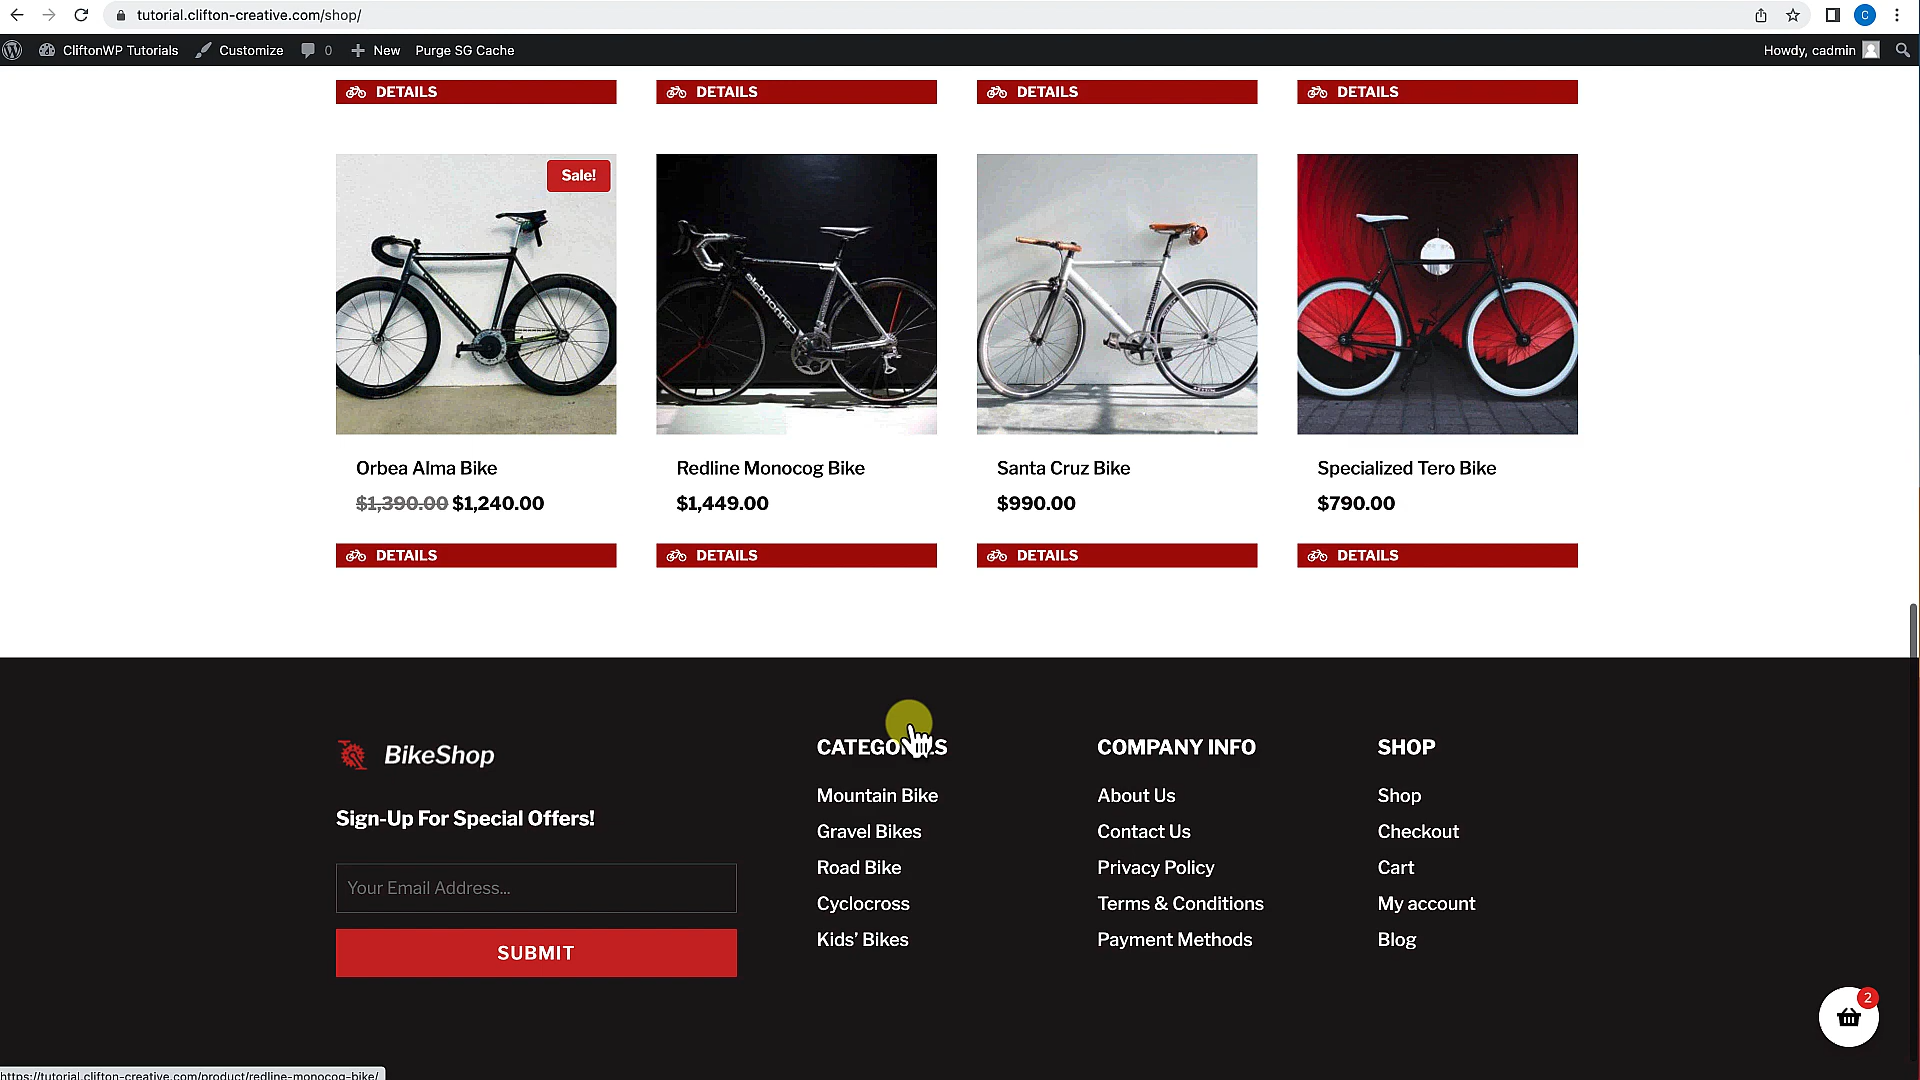 tutorial.clifton-creative.com/shop/
C
CliftonWP Tutorials Customize 0 New Purge SG Cache Howdy, cadmin
DETAILS DETAILS DETAILS DETAILS
Sale!
Orbea Alma Bike Redline Monocog Bike Santa Cruz Bike Specialized Tero Bike
$1,390.00 $1,240.00 $1,449.00 $990.00 $790.00
DETAILS DETAILS DETAILS DETAILS
BikeShop
Sign-Up For Special Offers!
Your Email Address...
SUBMIT
CATEGORIES
Mountain Bike
Gravel Bikes
Road Bike
Cyclocross
Kids’ Bikes
COMPANY INFO
About Us
Contact Us
Privacy Policy
Terms & Conditions
Payment Methods
SHOP
Shop
Checkout
Cart
My account
Blog
2
https://tutorial.clifton-creative.com/product/redline-monocog-bike/